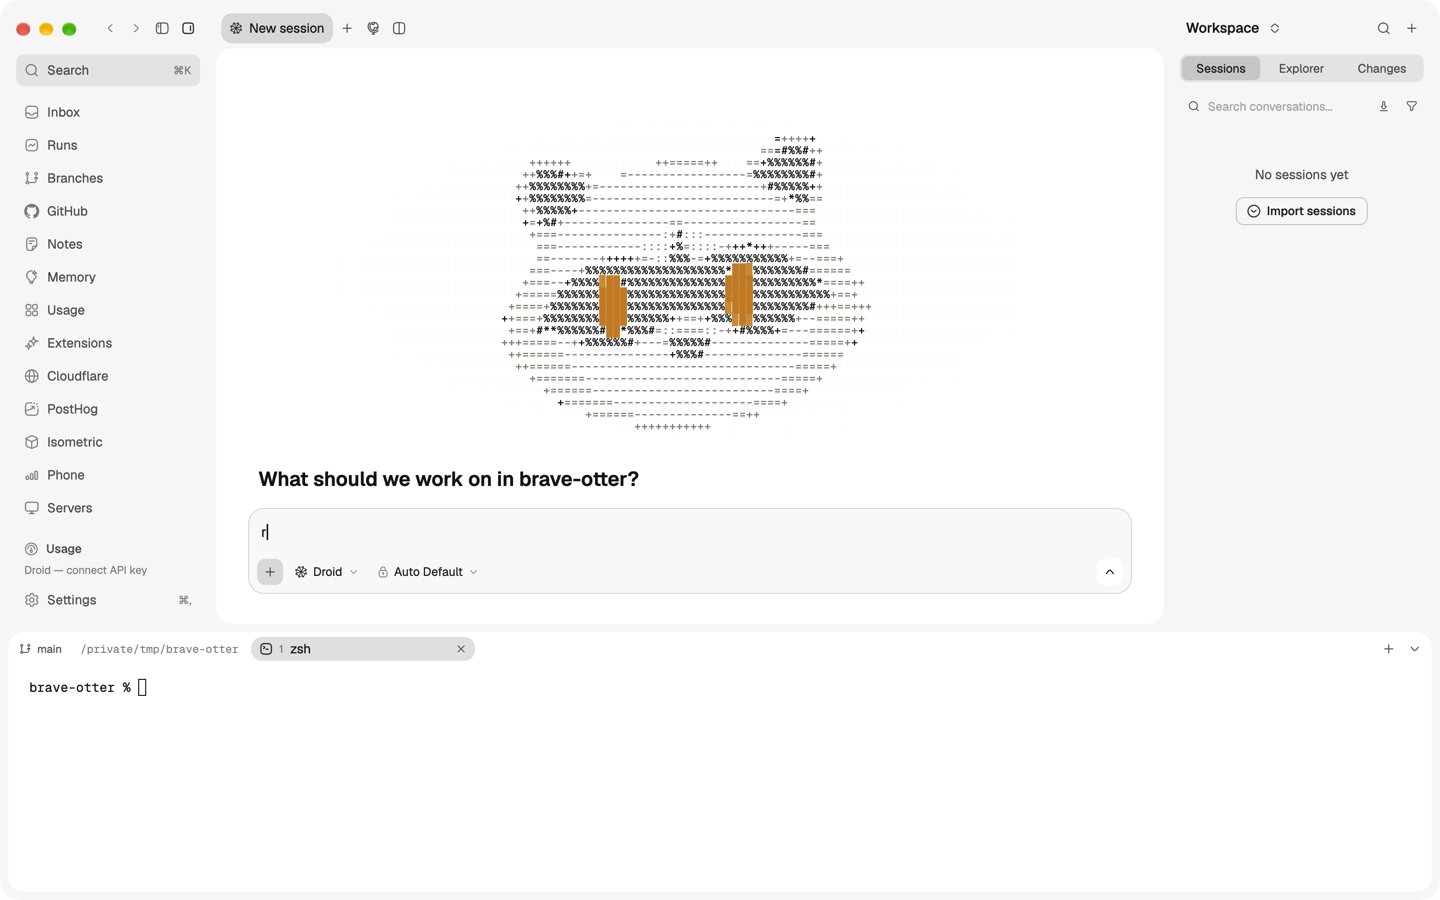 New session
Workspace
Search ⌘K
Sessions Explorer Changes
Search conversations...
Inbox
Runs
Branches
GitHub
Notes
Memory
Usage
Extensions
Cloudflare
PostHog
Isometric
Phone
Servers
Usage
Droid — connect API key
Settings ⌘,
No sessions yet
Import sessions
What should we work on in brave-otter?
r
Droid Auto Default
main /private/tmp/brave-otter 1 zsh
brave-otter %